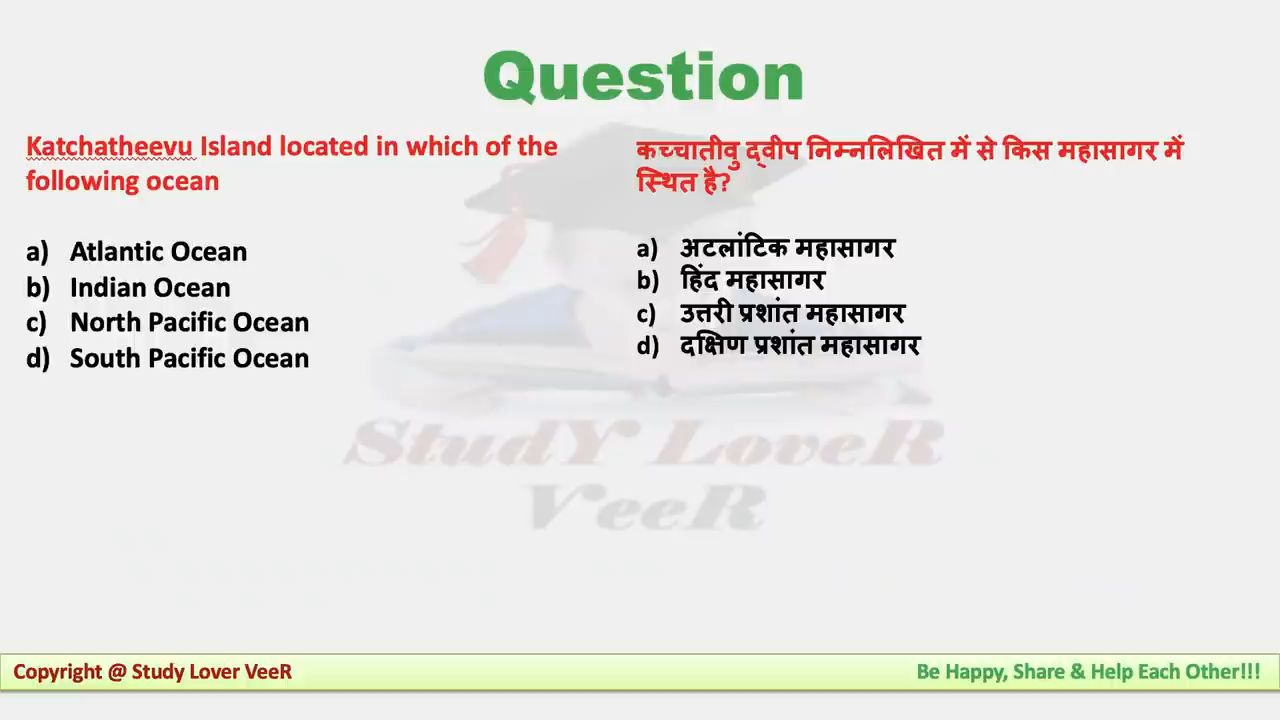 Question
Katchatheevu Island located in which of the
following ocean
a) Atlantic Ocean
b) Indian Ocean
c) North Pacific Ocean
d) South Pacific Ocean
कच्चातीवु द्वीप निम्नलिखित में से किस महासागर में
स्थित है?
a) अटलांटिक महासागर
b) हिंद महासागर
c) उत्तरी प्रशांत महासागर
d) दक्षिण प्रशांत महासागर
StudY LoveR
VeeR
Copyright @ Study Lover VeeR
Be Happy, Share & Help Each Other!!!